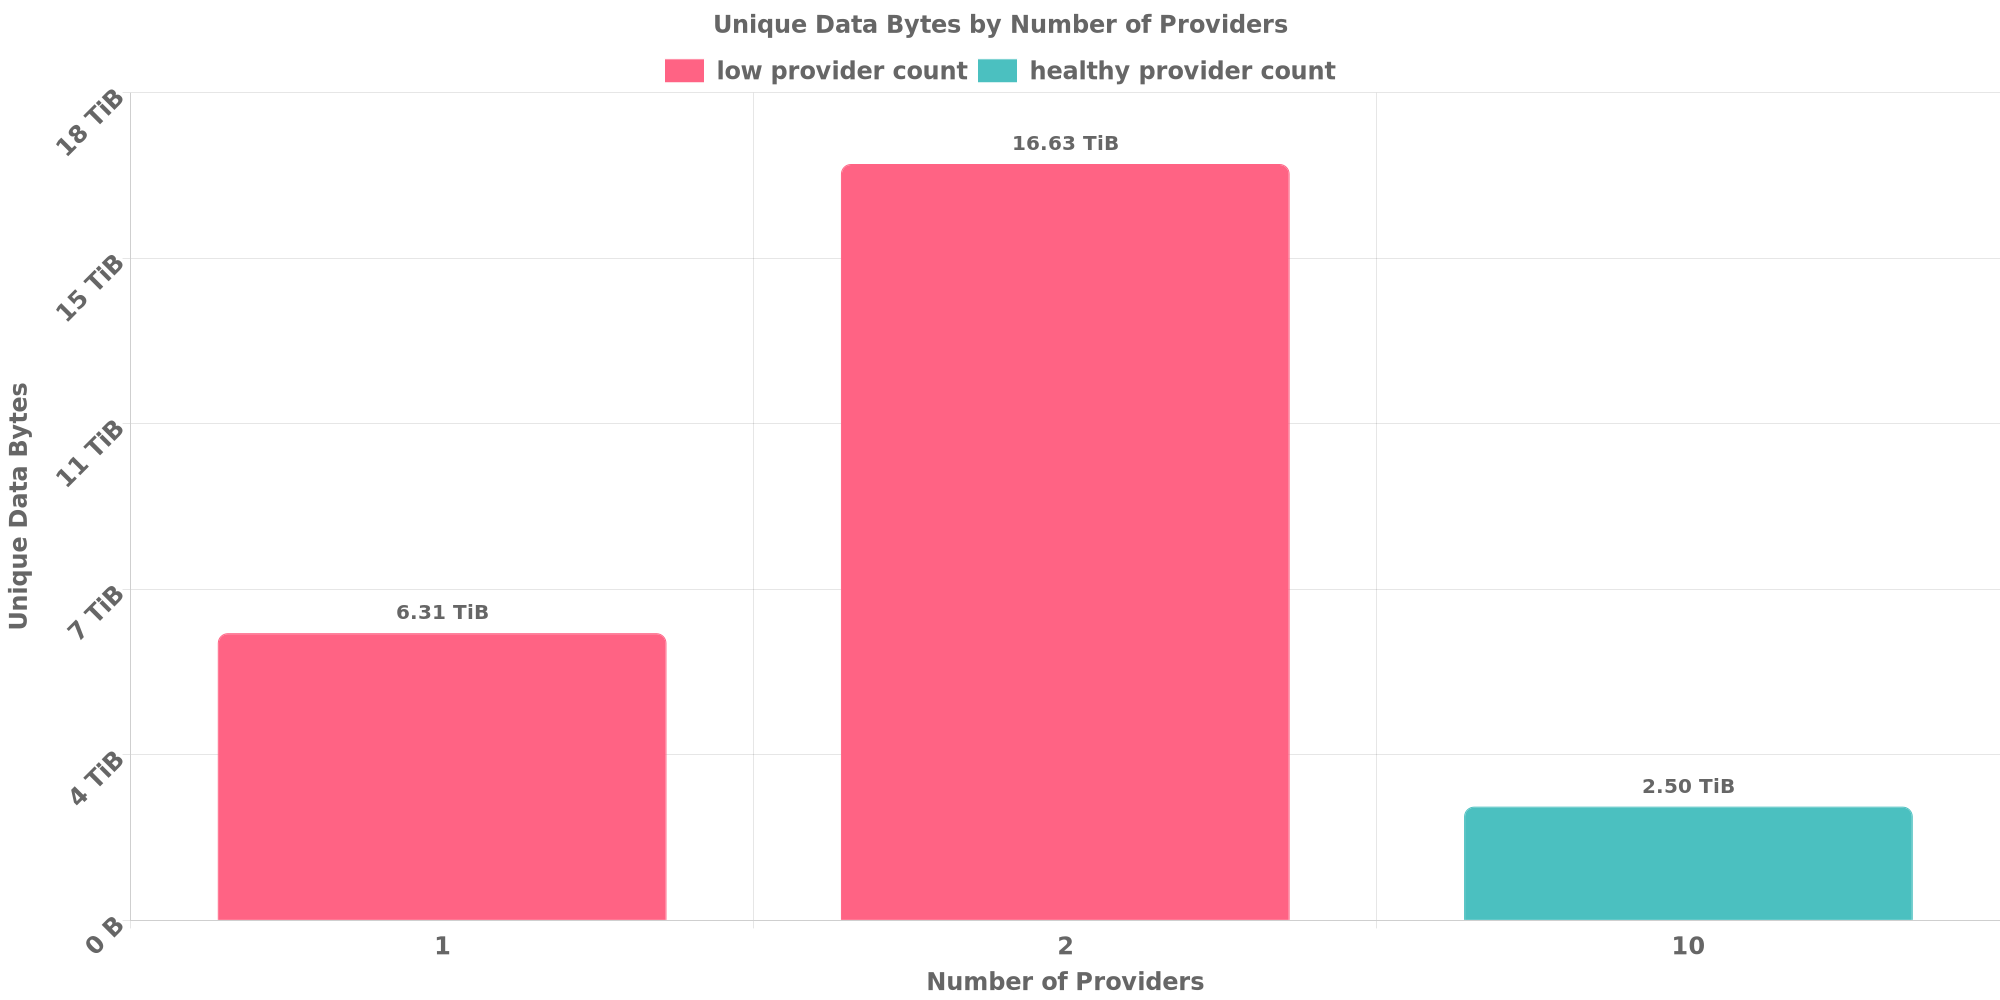 Unique Data Bytes by Number of Providers
low provider count healthy provider count
18 TiB
15 TiB
11 TiB
7 TiB
4 TiB
0 B
Unique Data Bytes
6.31 TiB
16.63 TiB
2.50 TiB
1 2 10
Number of Providers